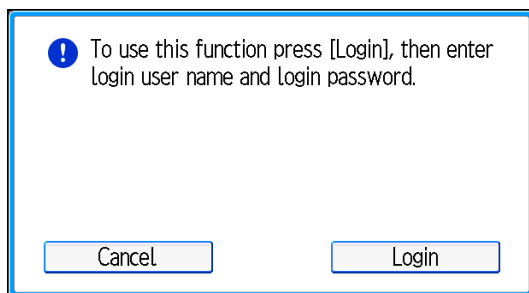 To use this function press [Login], then enter
login user name and login password.
Cancel
Login